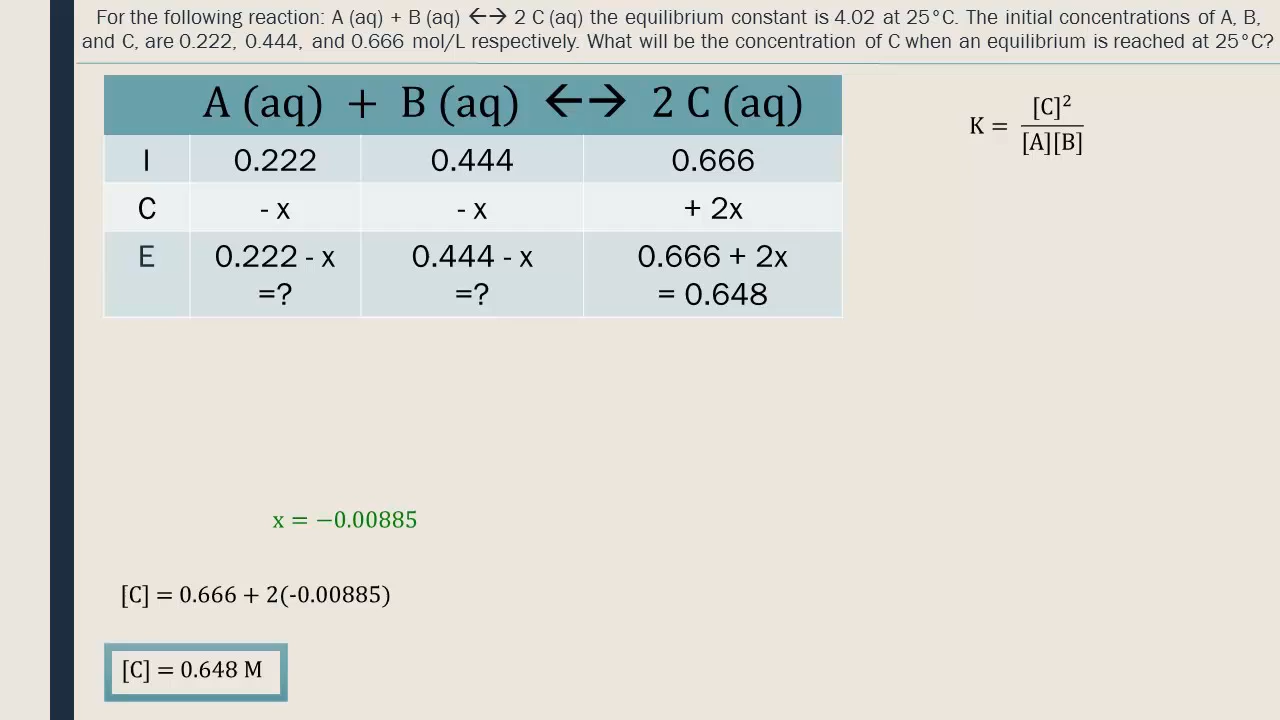 For the following reaction: A (aq) + B (aq) ←→ 2 C (aq) the equilibrium constant is 4.02 at 25°C. The initial concentrations of A, B,
and C, are 0.222, 0.444, and 0.666 mol/L respectively. What will be the concentration of C when an equilibrium is reached at 25°C?
A (aq) + B (aq) ←→ 2 C (aq)
I 0.222 0.444 0.666
C - x - x + 2x
E 0.222 - x 0.444 - x 0.666 + 2x
=? =? = 0.648
K = [C]²
[A][B]
x = −0.00885
[C] = 0.666 + 2(-0.00885)
[C] = 0.648 M